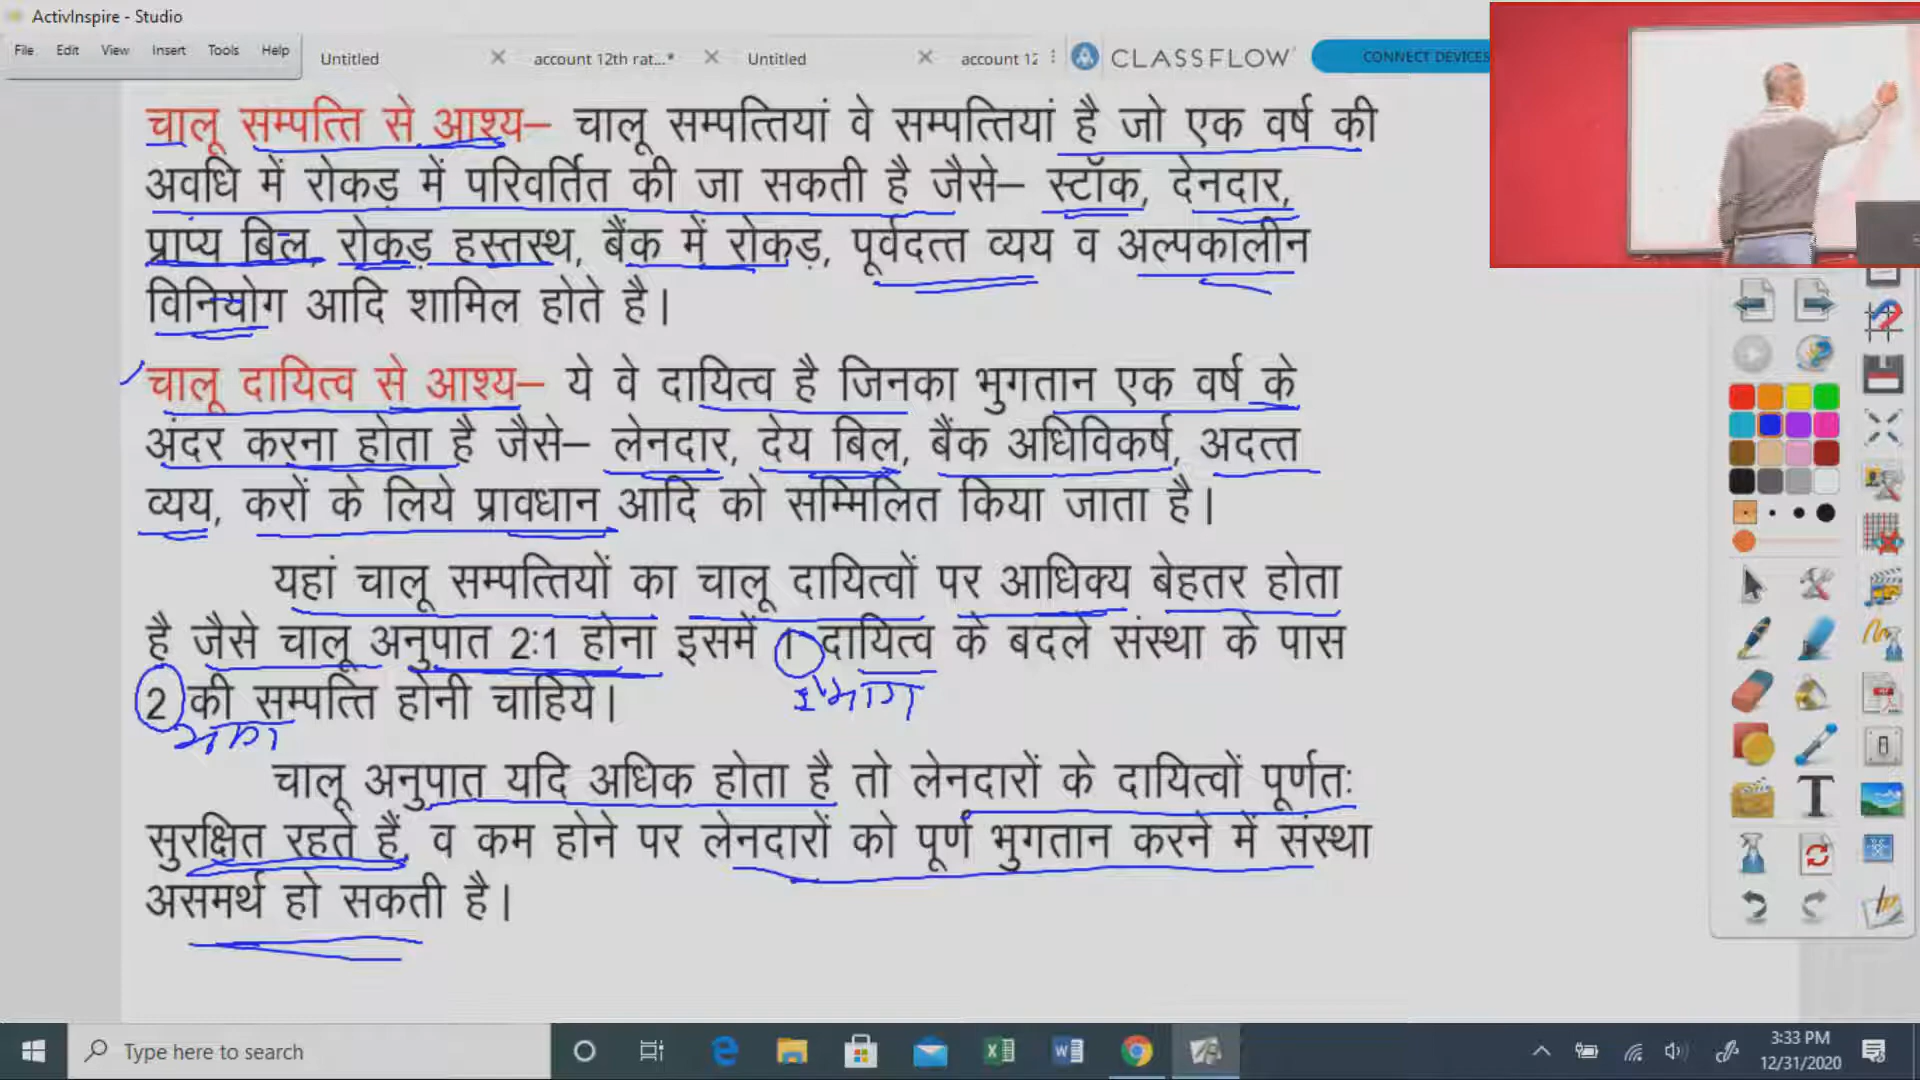 ActivInspire - Studio
File Edit View Insert Tools Help
Untitled account 12th rat...* Untitled account 12 CLASSFLOW CONNECT DEVICES
चालू सम्पत्ति से आश्य– चालू सम्पत्तियां वे सम्पत्तियां है जो एक वर्ष की
अवधि में रोकड़ में परिवर्तित की जा सकती है जैसे– स्टॉक, देनदार,
प्राप्य बिल, रोकड़ हस्तस्थ, बैंक में रोकड़, पूर्वदत्त व्यय व अल्पकालीन
विनियोग आदि शामिल होते है।
चालू दायित्व से आश्य– ये वे दायित्व है जिनका भुगतान एक वर्ष के
अंदर करना होता है जैसे– लेनदार, देय बिल, बैंक अधिविकर्ष, अदत्त
व्यय, करों के लिये प्रावधान आदि को सम्मिलित किया जाता है।
यहां चालू सम्पत्तियों का चालू दायित्वों पर आधिक्य बेहतर होता
है जैसे चालू अनुपात 2:1 होना इसमें 1 दायित्व के बदले संस्था के पास
2 की सम्पत्ति होनी चाहिये।
चालू अनुपात यदि अधिक होता है तो लेनदारों के दायित्वों पूर्णतः
सुरक्षित रहते हैं, व कम होने पर लेनदारों को पूर्ण भुगतान करने में संस्था
असमर्थ हो सकती है।
Type here to search
3:33 PM
12/31/2020